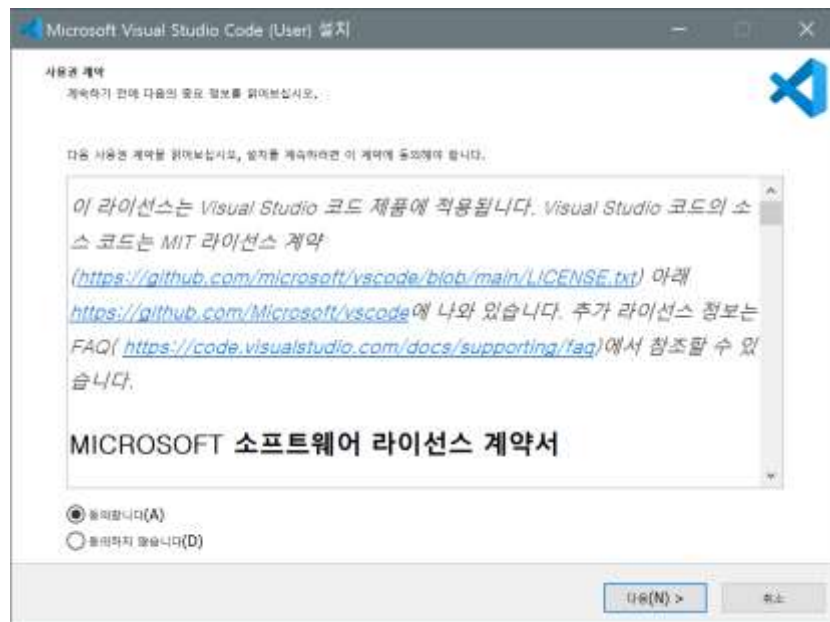 Microsoft Visual Studio Code (User) 설치
사용권 계약
계속하기 전에 다음의 중요 정보를 읽어보십시오.
다음 사용권 계약을 읽어보십시오, 설치를 계속하려면 이 계약에 동의해야 합니다.
이 라이선스는 Visual Studio 코드 제품에 적용됩니다. Visual Studio 코드의 소
스 코드는 MIT 라이선스 계약
(https://github.com/microsoft/vscode/blob/main/LICENSE.txt) 아래
https://github.com/Microsoft/vscode에 나와 있습니다. 추가 라이선스 정보는
FAQ( https://code.visualstudio.com/docs/supporting/faq)에서 참조할 수 있
습니다.
MICROSOFT 소프트웨어 라이선스 계약서
동의합니다(A)
동의하지 않습니다(D)
다음(N) >
취소